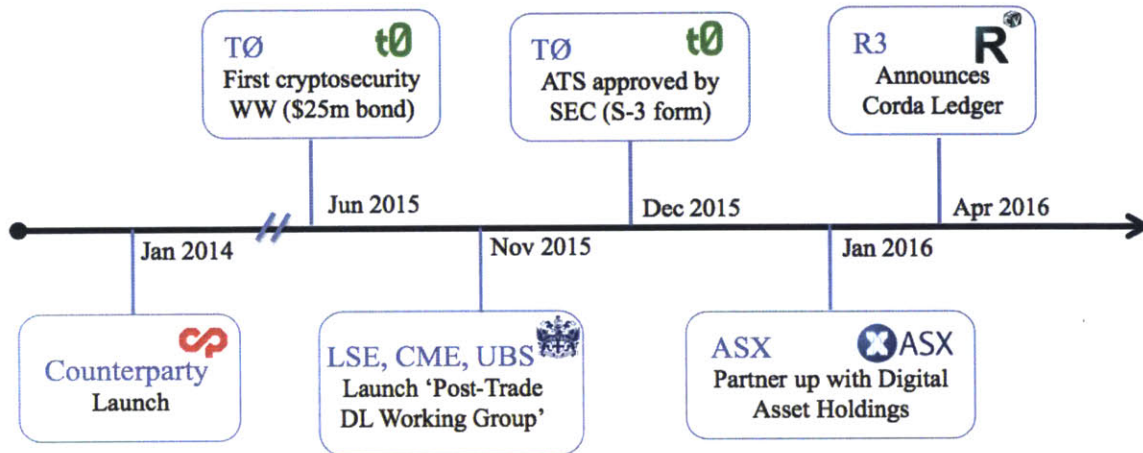 TØ
t0
First cryptosecurity
WW ($25m bond)
TØ
t0
ATS approved by
SEC (S-3 form)
R3
R
Announces
Corda Ledger
Jun 2015
Dec 2015
Apr 2016
Jan 2014
Nov 2015
Jan 2016
Counterparty
Launch
LSE, CME, UBS
Launch ‘Post-Trade
DL Working Group’
ASX
ASX
Partner up with Digital
Asset Holdings